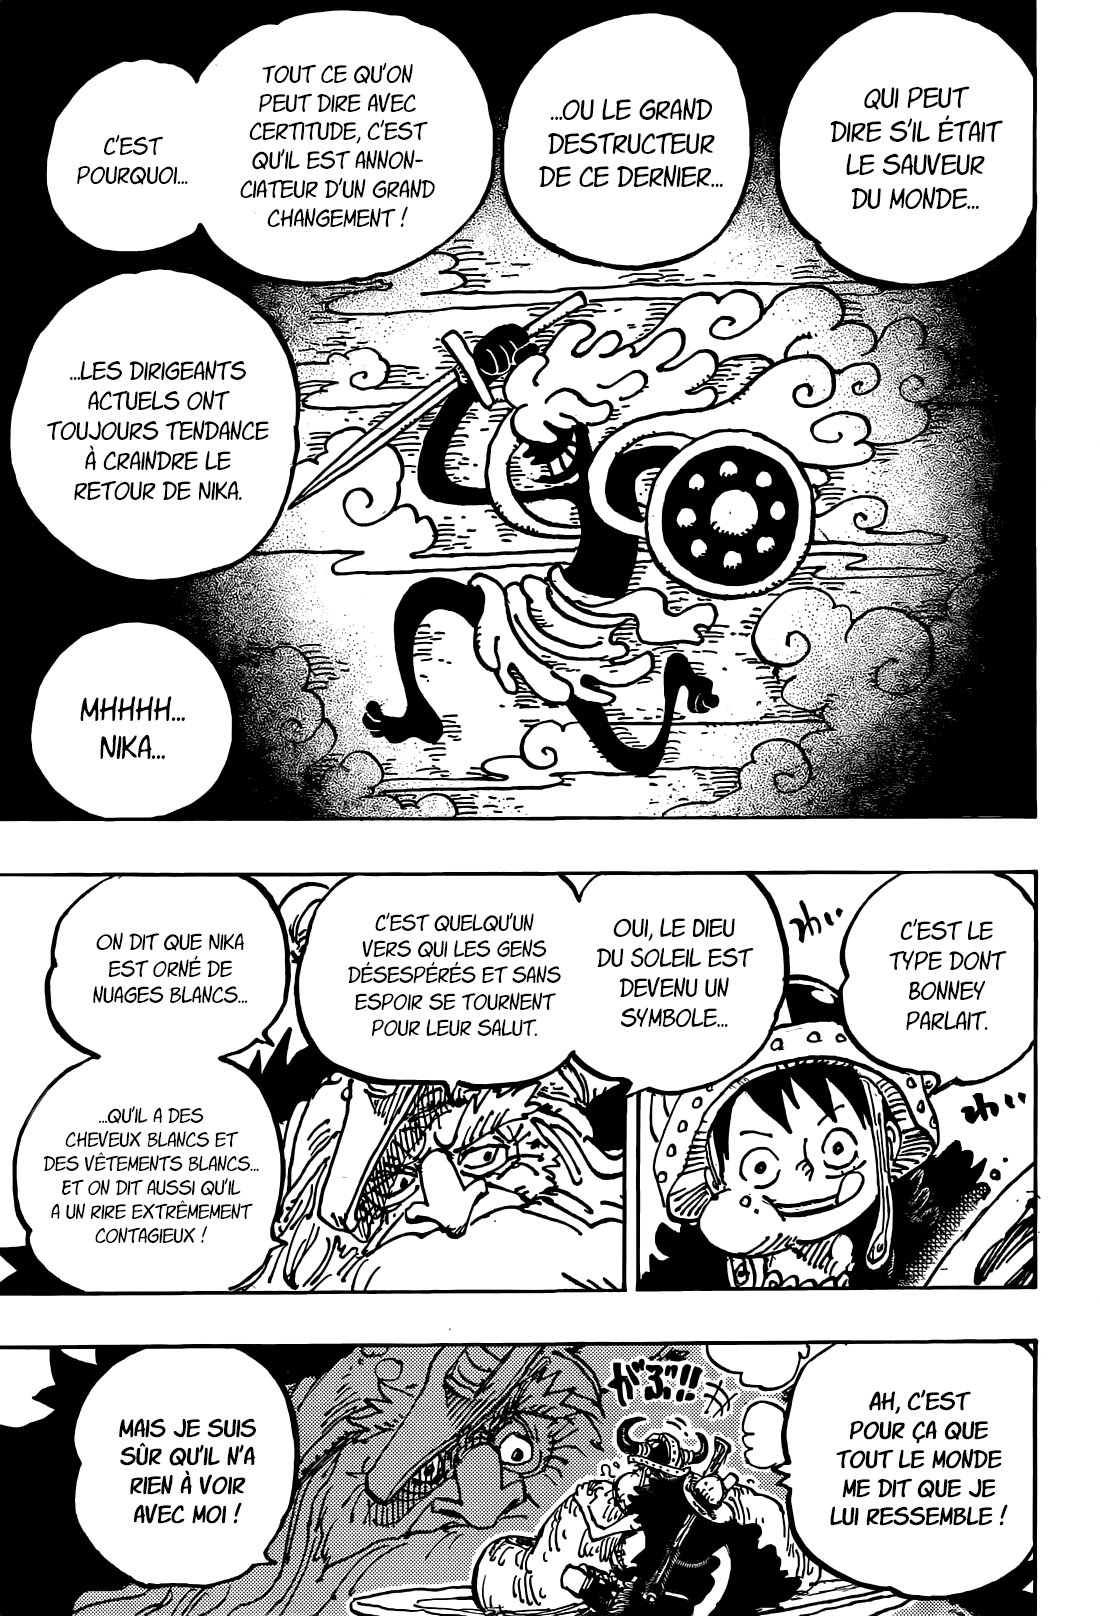 QUI PEUT
DIRE S'IL ÉTAIT
LE SAUVEUR
DU MONDE...
...OU LE GRAND
DESTRUCTEUR
DE CE DERNIER...
TOUT CE QU'ON
PEUT DIRE AVEC
CERTITUDE, C'EST
QU'IL EST ANNON-
CIATEUR D'UN GRAND
CHANGEMENT !
C'EST
POURQUOI...
...LES DIRIGEANTS
ACTUELS ONT
TOUJOURS TENDANCE
À CRAINDRE LE
RETOUR DE NIKA.
MHHHH...
NIKA...
C'EST LE
TYPE DONT
BONNEY
PARLAIT.
OUI, LE DIEU
DU SOLEIL EST
DEVENU UN
SYMBOLE...
C'EST QUELQU'UN
VERS QUI LES GENS
DÉSESPÉRÉS ET SANS
ESPOIR SE TOURNENT
POUR LEUR SALUT.
ON DIT QUE NIKA
EST ORNÉ DE
NUAGES BLANCS...
...QU'IL A DES
CHEVEUX BLANCS ET
DES VÊTEMENTS BLANCS...
ET ON DIT AUSSI QU'IL
A UN RIRE EXTRÊMEMENT
CONTAGIEUX !
AH, C'EST
POUR ÇA QUE
TOUT LE MONDE
ME DIT QUE JE
LUI RESSEMBLE !
がぶ!!
MAIS JE SUIS
SÛR QU'IL N'A
RIEN À VOIR
AVEC MOI !